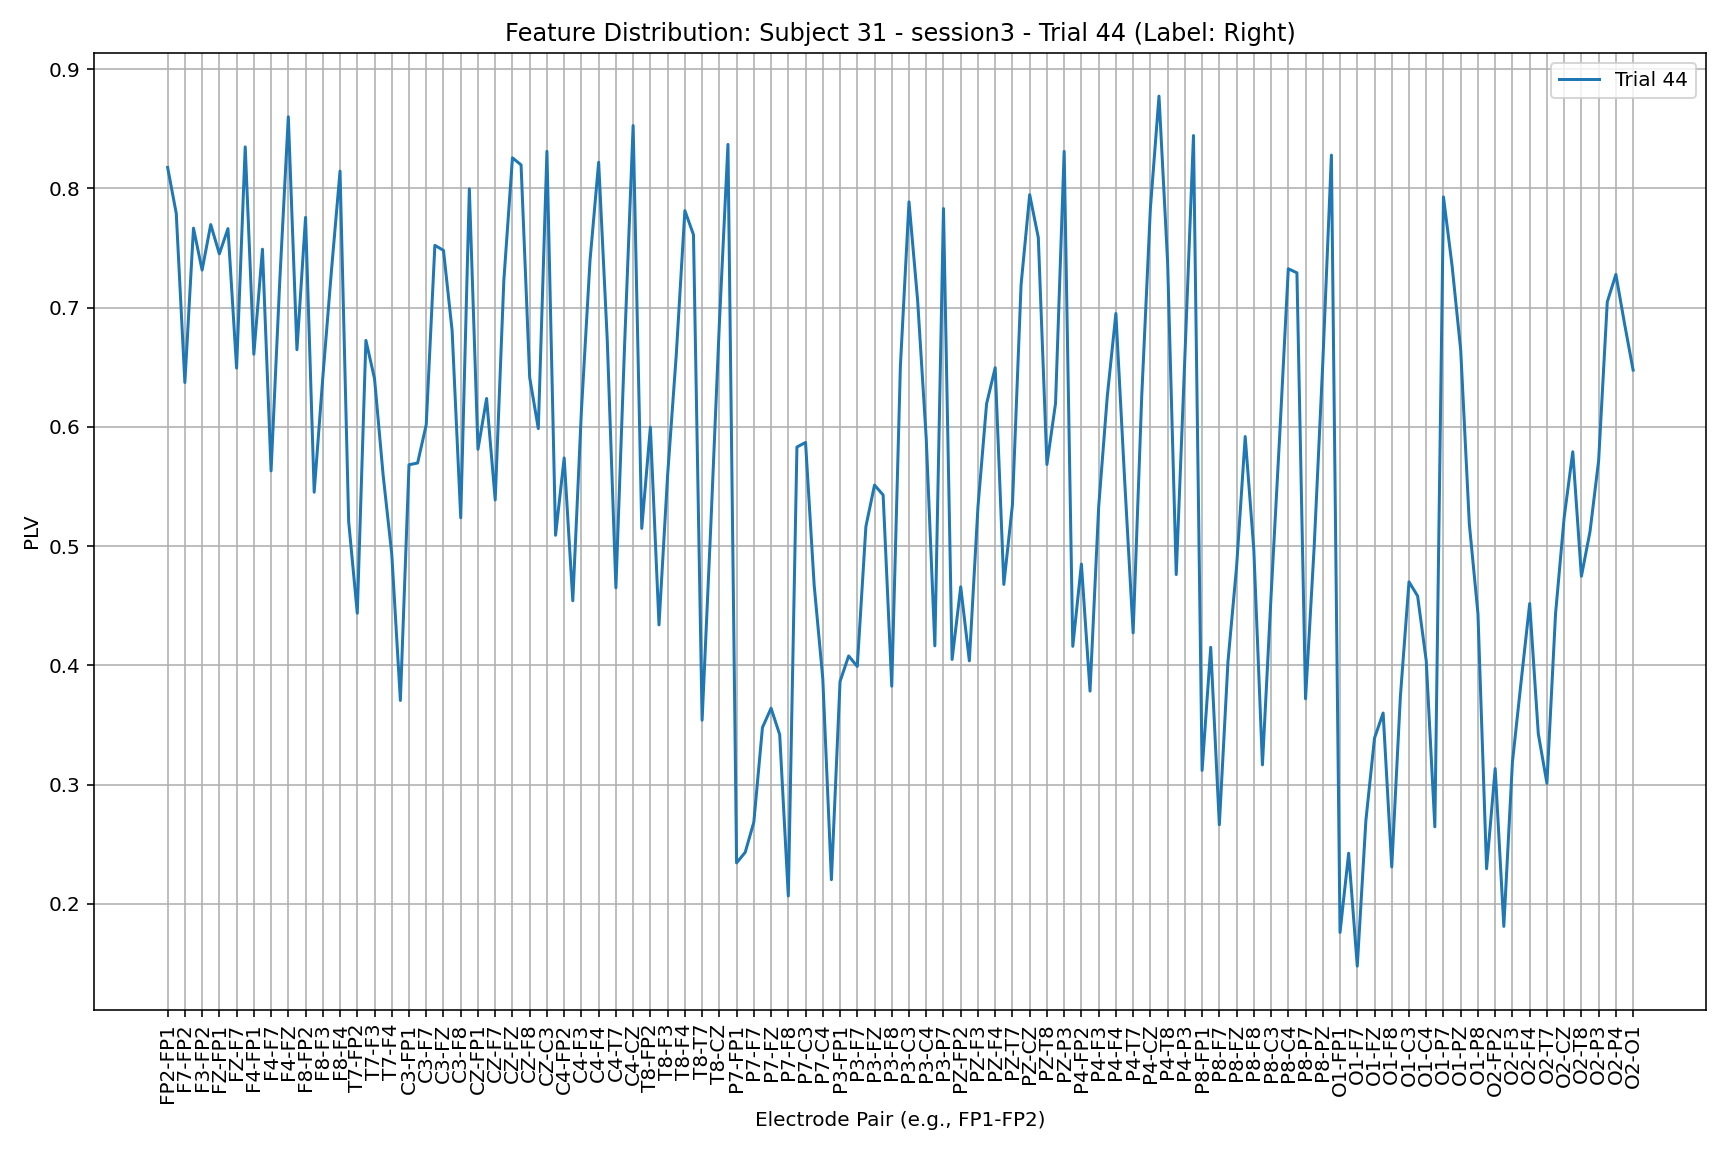 Feature Distribution: Subject 31 - session3 - Trial 44 (Label: Right)
Trial 44
0.9
0.8
0.7
0.6
0.5
0.4
0.3
0.2
PLV
FP2-FP1
F7-FP2
F3-FP2
FZ-FP1
FZ-F7
F4-FP1
F4-F7
F4-FZ
F8-FP2
F8-F3
F8-F4
T7-FP2
T7-F3
T7-F4
C3-FP1
C3-F7
C3-FZ
C3-F8
CZ-FP1
CZ-F7
CZ-FZ
CZ-F8
CZ-C3
C4-FP2
C4-F3
C4-F4
C4-T7
C4-CZ
T8-FP2
T8-F3
T8-F4
T8-T7
T8-CZ
P7-FP1
P7-F7
P7-FZ
P7-F8
P7-C3
P7-C4
P3-FP1
P3-F7
P3-FZ
P3-F8
P3-C3
P3-C4
P3-P7
PZ-FP2
PZ-F3
PZ-F4
PZ-T7
PZ-CZ
PZ-T8
PZ-P3
P4-FP2
P4-F3
P4-F4
P4-T7
P4-CZ
P4-T8
P4-P3
P8-FP1
P8-F7
P8-FZ
P8-F8
P8-C3
P8-C4
P8-P7
P8-PZ
O1-FP1
O1-F7
O1-FZ
O1-F8
O1-C3
O1-C4
O1-P7
O1-PZ
O1-P8
O2-FP2
O2-F3
O2-F4
O2-T7
O2-CZ
O2-T8
O2-P3
O2-P4
O2-O1
Electrode Pair (e.g., FP1-FP2)